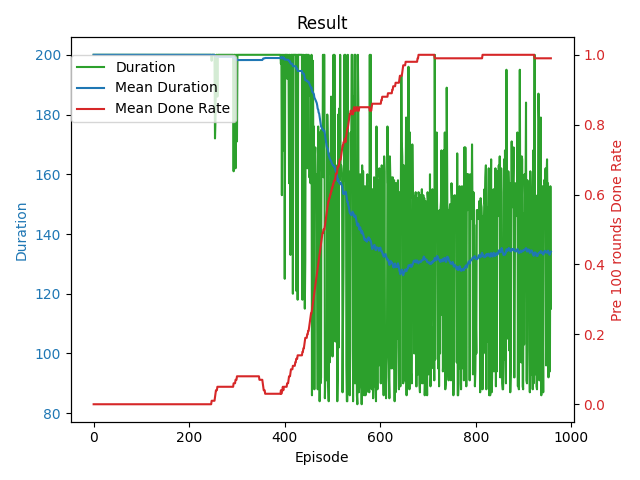 Result
200
180
160
140
120
100
80
Duration
Duration
Mean Duration
Mean Done Rate
1.0
0.8
0.6
0.4
0.2
0.0
Pre 100 rounds Done Rate
0
200
400
600
800
1000
Episode